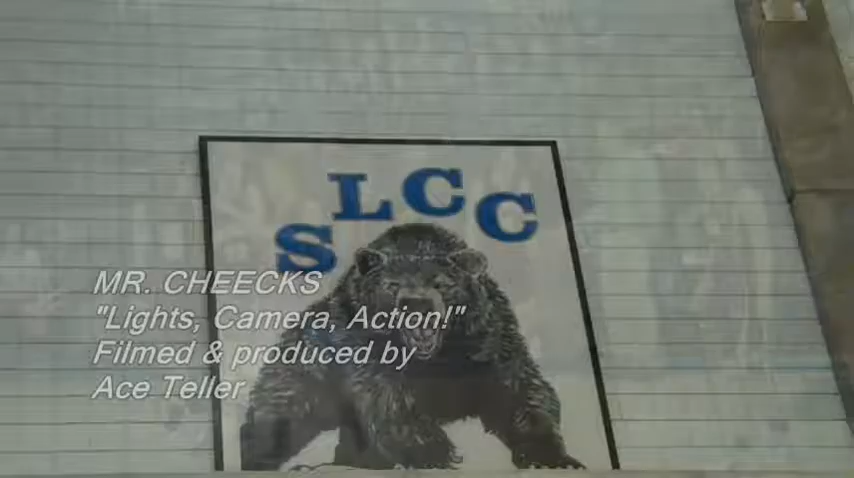 SLCC
MR. CHEECKS
"Lights, Camera, Action!"
Filmed & produced by
Ace Teller